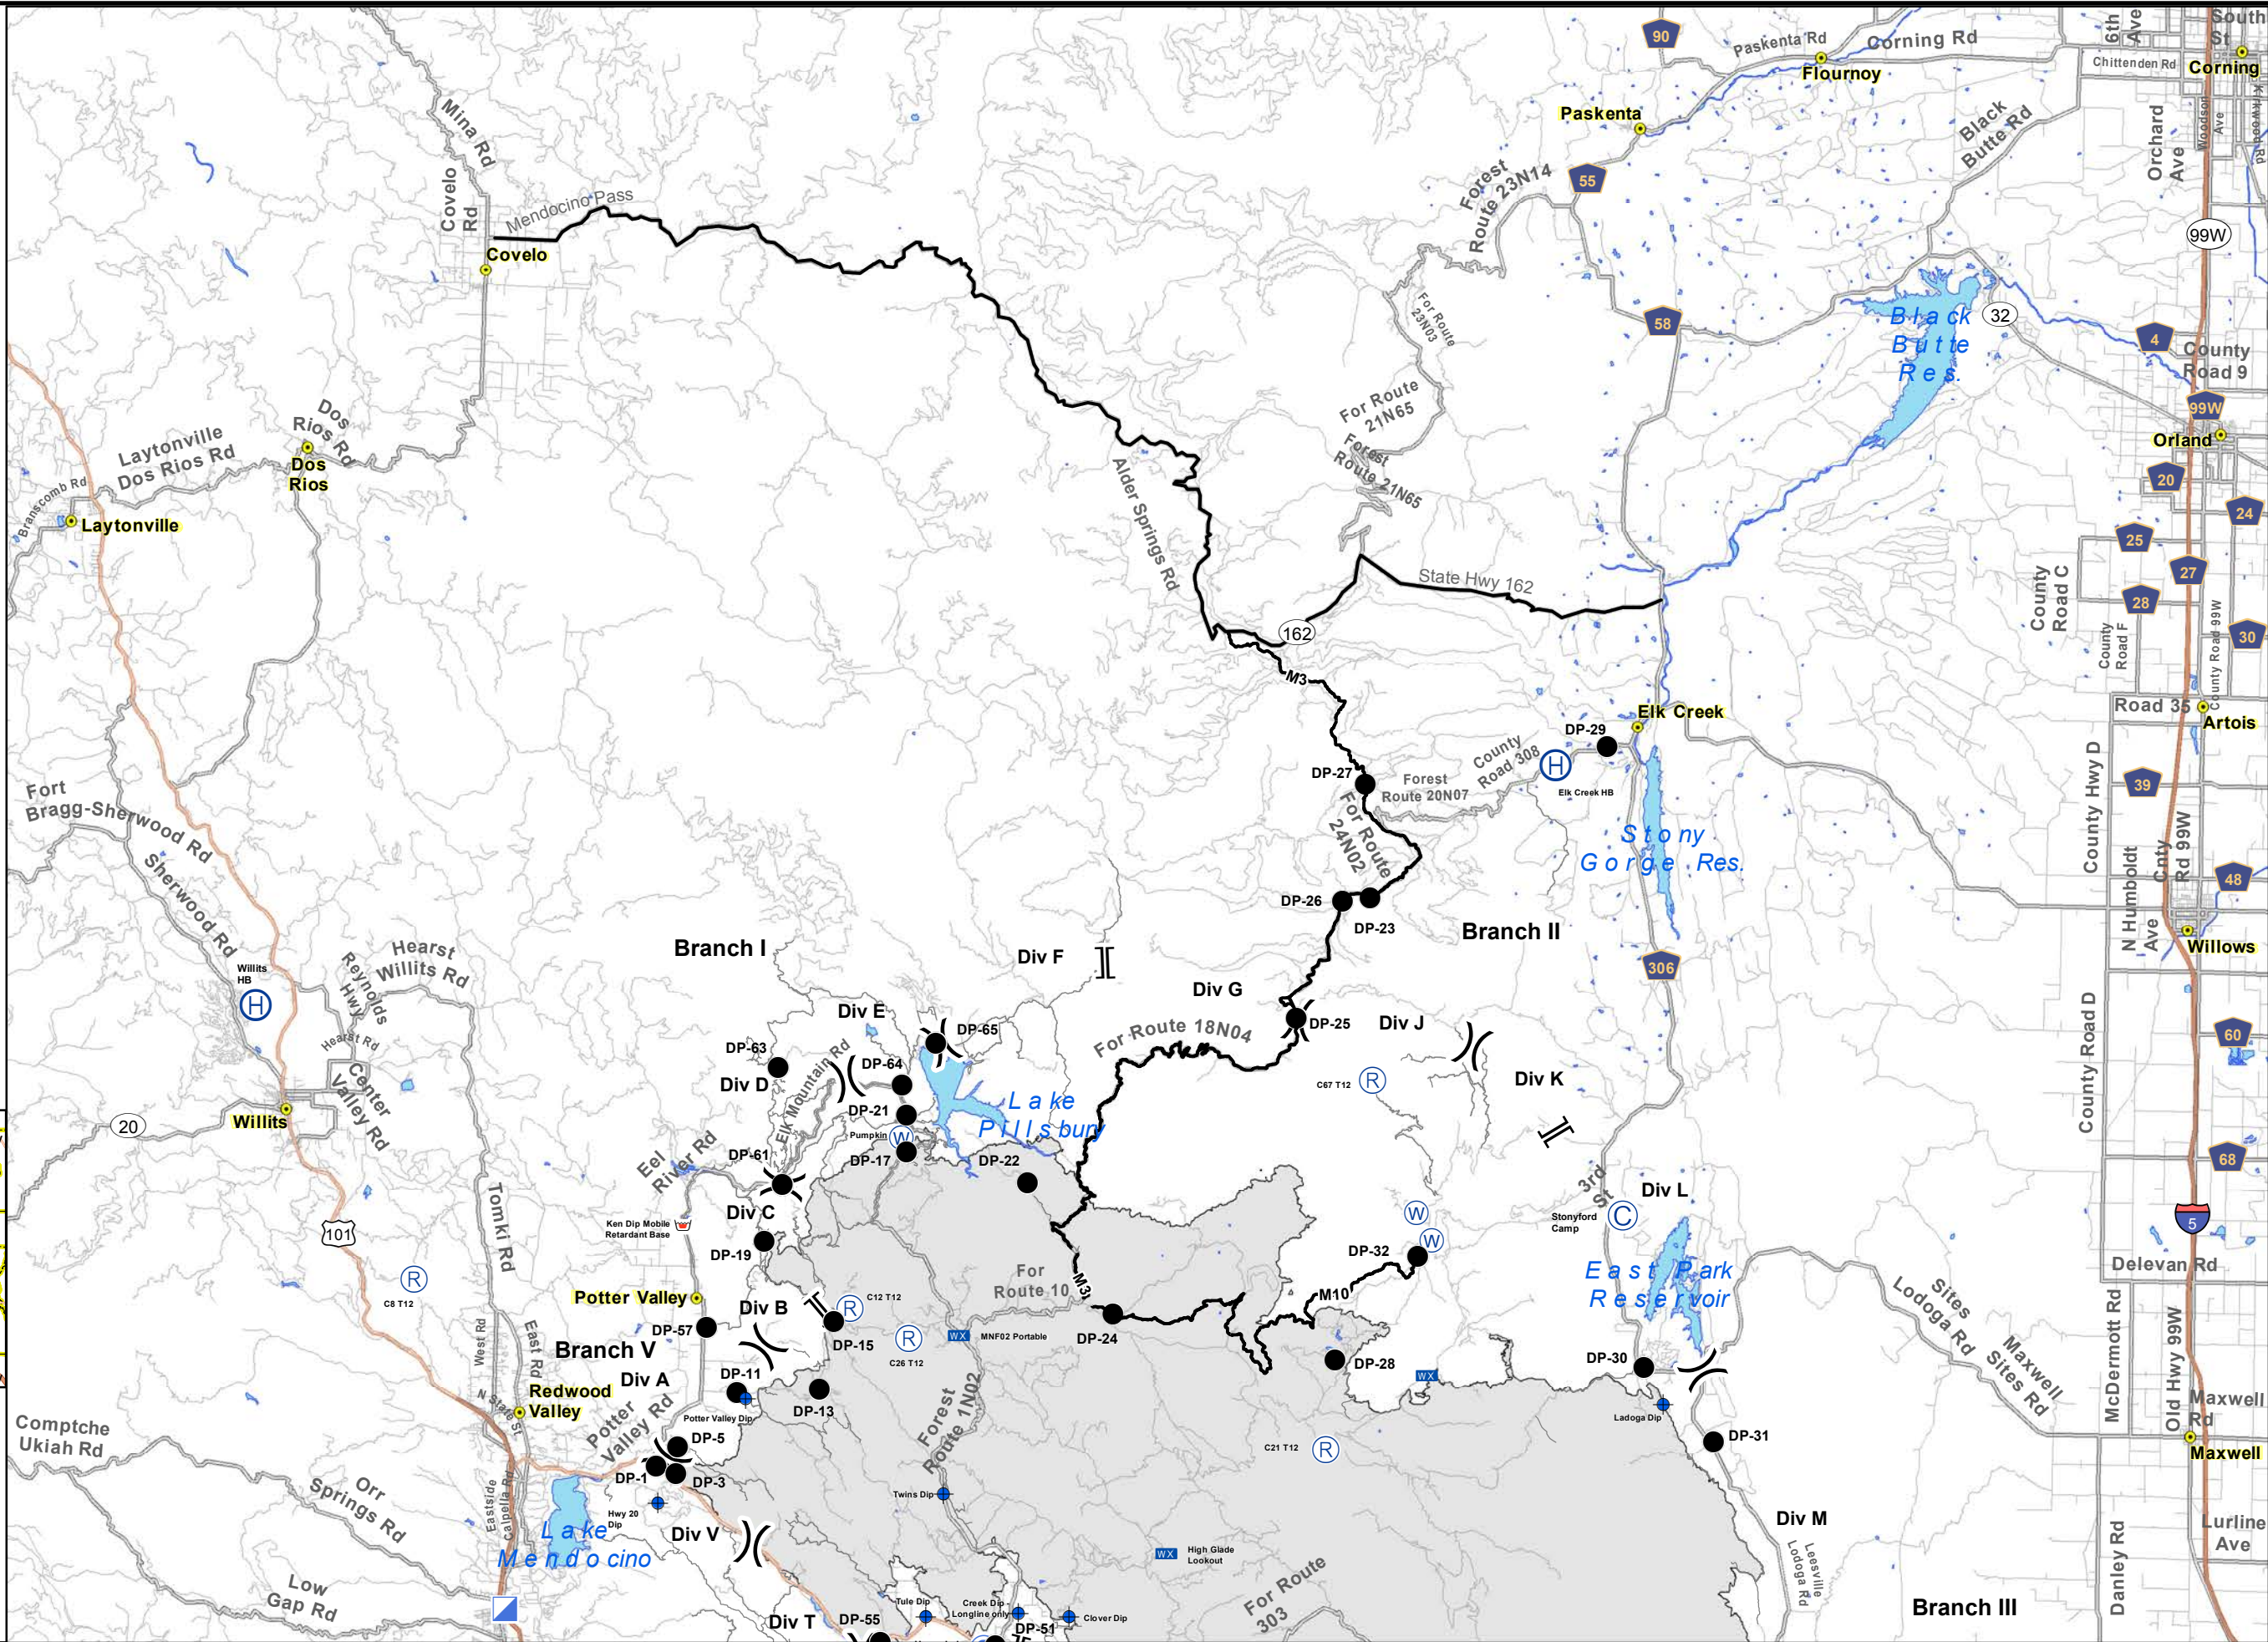 90
Paskenta Rd
Corning Rd
6th
Ave
South
St
Flournoy
Chittenden Rd
Corning
Paskenta
Black
Butte Rd
Orchard
Ave
Woodson
Ave
Kirkwood Rd
Mina Rd
Covelo
Rd
Mendocino Pass
Covelo
Forest
Route 23N14
55
99W
For Route
23N03
58
Black
Butte
Res.
32
4
County
Road 9
99W
Orland
For Route
21N65
Forest
Route 21N65
Laytonville
Dos Rios Rd
Dos
Rios Rd
Dos
Rios
Branscomb Rd
Laytonville
Alder Springs Rd
20
24
25
27
County
Road C
28
State Hwy 162
162
County
Road F
County Road 99W
30
M3
Elk Creek
DP-29
Road 35
Artois
County
Road 308
H
Elk Creek HB
DP-27
Forest
Route 20N07
For Route
24N02
County Hwy D
39
Fort
Bragg-Sherwood Rd
Stony
Gorge Res.
Sherwood Rd
N Humboldt
Ave
Cnty
Rd 99W
48
DP-26
DP-23
Branch I
Branch II
Willows
Hearst
Willits Rd
Reynolds
Hwy
Willits
HB
H
Div F
306
Div G
Div E
DP-65
DP-25
Div J
County Road D
60
Hearst Rd
For Route 18N04
DP-63
Div D
Elk Mountain Rd
DP-64
C67 T12
R
Div K
Center
Valley Rd
20
Willits
DP-21
Lake
Pillsbury
Pumpkin
W
DP-17
DP-22
Eel
River Rd
DP-61
68
3rd
St
Div L
Tomki Rd
Div C
Ken Dip Mobile
Retardant Base
W
W
Stonyford
Camp
C
5
101
DP-19
DP-32
Delevan Rd
R
C8 T12
For
Route 10
M3
M10
East Park
Reservoir
Sites
Lodoga Rd
Potter Valley
Div B
C12 T12
R
DP-57
DP-15
R
C26 T12
WX
MNF02 Portable
DP-24
McDermott Rd
Old Hwy 99W
West Rd
East Rd
Branch V
Div A
DP-28
WX
DP-30
Maxwell
Sites Rd
Redwood
Valley
DP-11
DP-13
Potter Valley Dip
Forest
Route 1N02
Ladoga Dip
Maxwell
Rd
Maxwell
N State St
Potter
Valley Rd
DP-5
DP-1
DP-3
C21 T12
R
DP-31
Comptche
Ukiah Rd
Orr
Springs Rd
Eastside
Calpella Rd
Lake
Mendocino
Hwy 20
Dip
Twins Dip
Div V
Div M
WX
High Glade
Lookout
Lurline
Ave
Danley Rd
Leesville
Lodoga Rd
Low
Gap Rd
For Route
303
Tule Dip
Creek Dip
Longline only
Clover Dip
Div T
DP-55
DP-51
Branch III